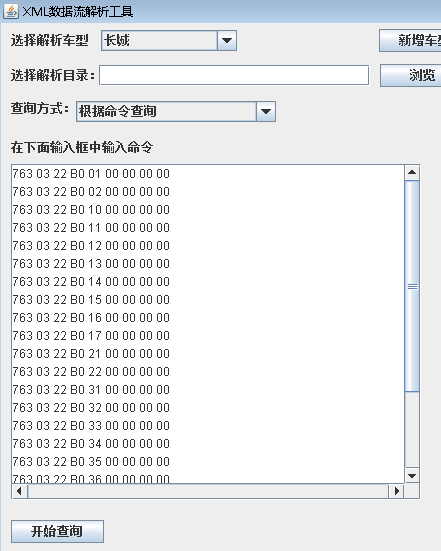 XML数据流解析工具
选择解析车型 长城 新增车型
选择解析目录: 浏览
查询方式: 根据命令查询
在下面输入框中输入命令
763 03 22 B0 01 00 00 00 00
763 03 22 B0 02 00 00 00 00
763 03 22 B0 10 00 00 00 00
763 03 22 B0 11 00 00 00 00
763 03 22 B0 12 00 00 00 00
763 03 22 B0 13 00 00 00 00
763 03 22 B0 14 00 00 00 00
763 03 22 B0 15 00 00 00 00
763 03 22 B0 16 00 00 00 00
763 03 22 B0 17 00 00 00 00
763 03 22 B0 21 00 00 00 00
763 03 22 B0 22 00 00 00 00
763 03 22 B0 31 00 00 00 00
763 03 22 B0 32 00 00 00 00
763 03 22 B0 33 00 00 00 00
763 03 22 B0 34 00 00 00 00
763 03 22 B0 35 00 00 00 00
763 03 22 B0 36 00 00 00 00
开始查询